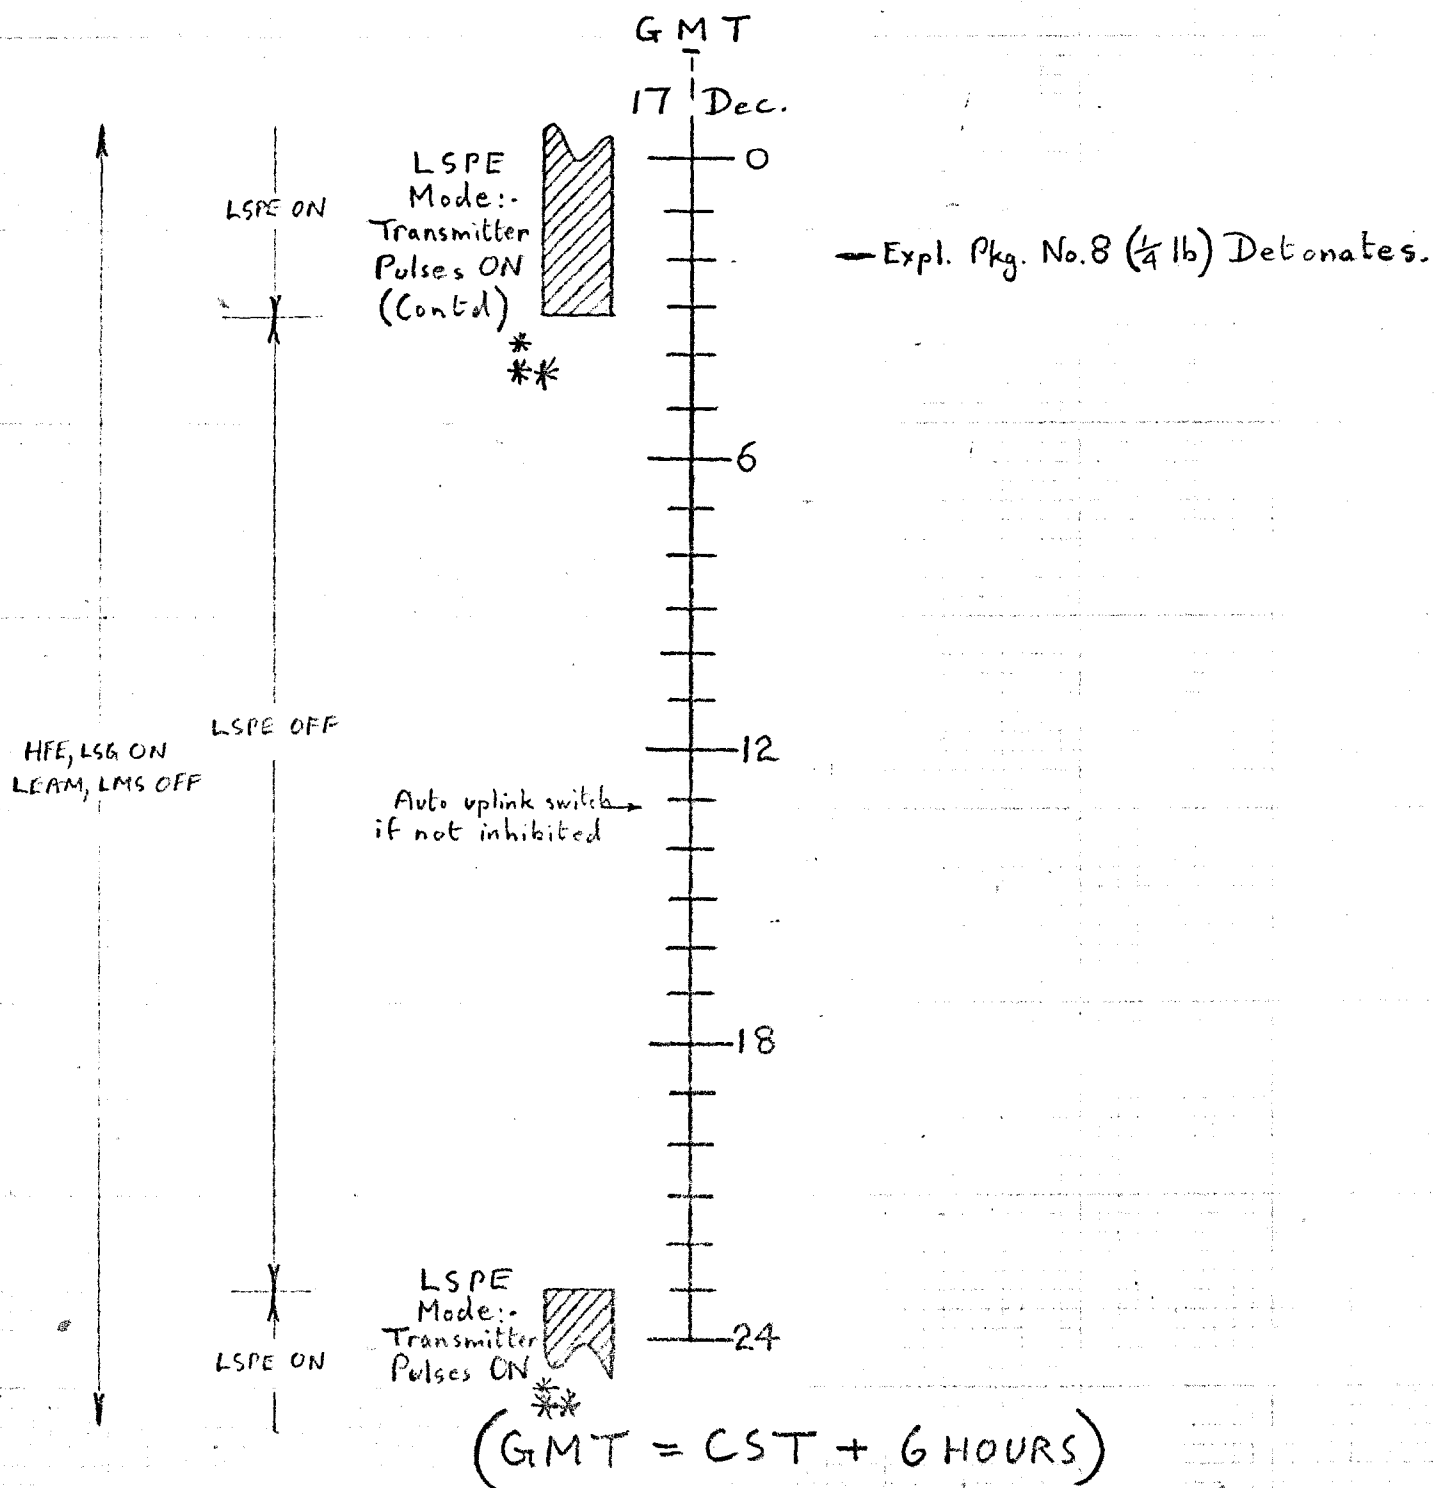 GMT
17 Dec.
0
LSPE
Mode:-
Transmitter
Pulses ON
(Contd)
*
**
LSPE ON
— Expl. Pkg. No. 8 (1/4 lb) Detonates.
6
LSPE OFF
HFE, LSG ON
LEAM, LMS OFF
12
Auto uplink switch
if not inhibited
18
LSPE
Mode:-
Transmitter
Pulses ON
*
**
LSPE ON
24
(GMT = CST + 6 HOURS)